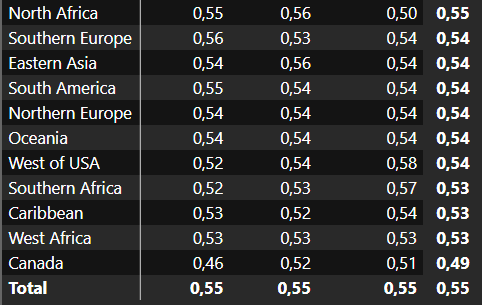 North Africa 0,55 0,56 0,50 0,55
Southern Europe 0,56 0,53 0,54 0,54
Eastern Asia 0,54 0,56 0,54 0,54
South America 0,55 0,54 0,54 0,54
Northern Europe 0,54 0,54 0,54 0,54
Oceania 0,54 0,54 0,54 0,54
West of USA 0,52 0,54 0,58 0,54
Southern Africa 0,52 0,53 0,57 0,53
Caribbean 0,53 0,52 0,54 0,53
West Africa 0,53 0,53 0,53 0,53
Canada 0,46 0,52 0,51 0,49
Total 0,55 0,55 0,55 0,55